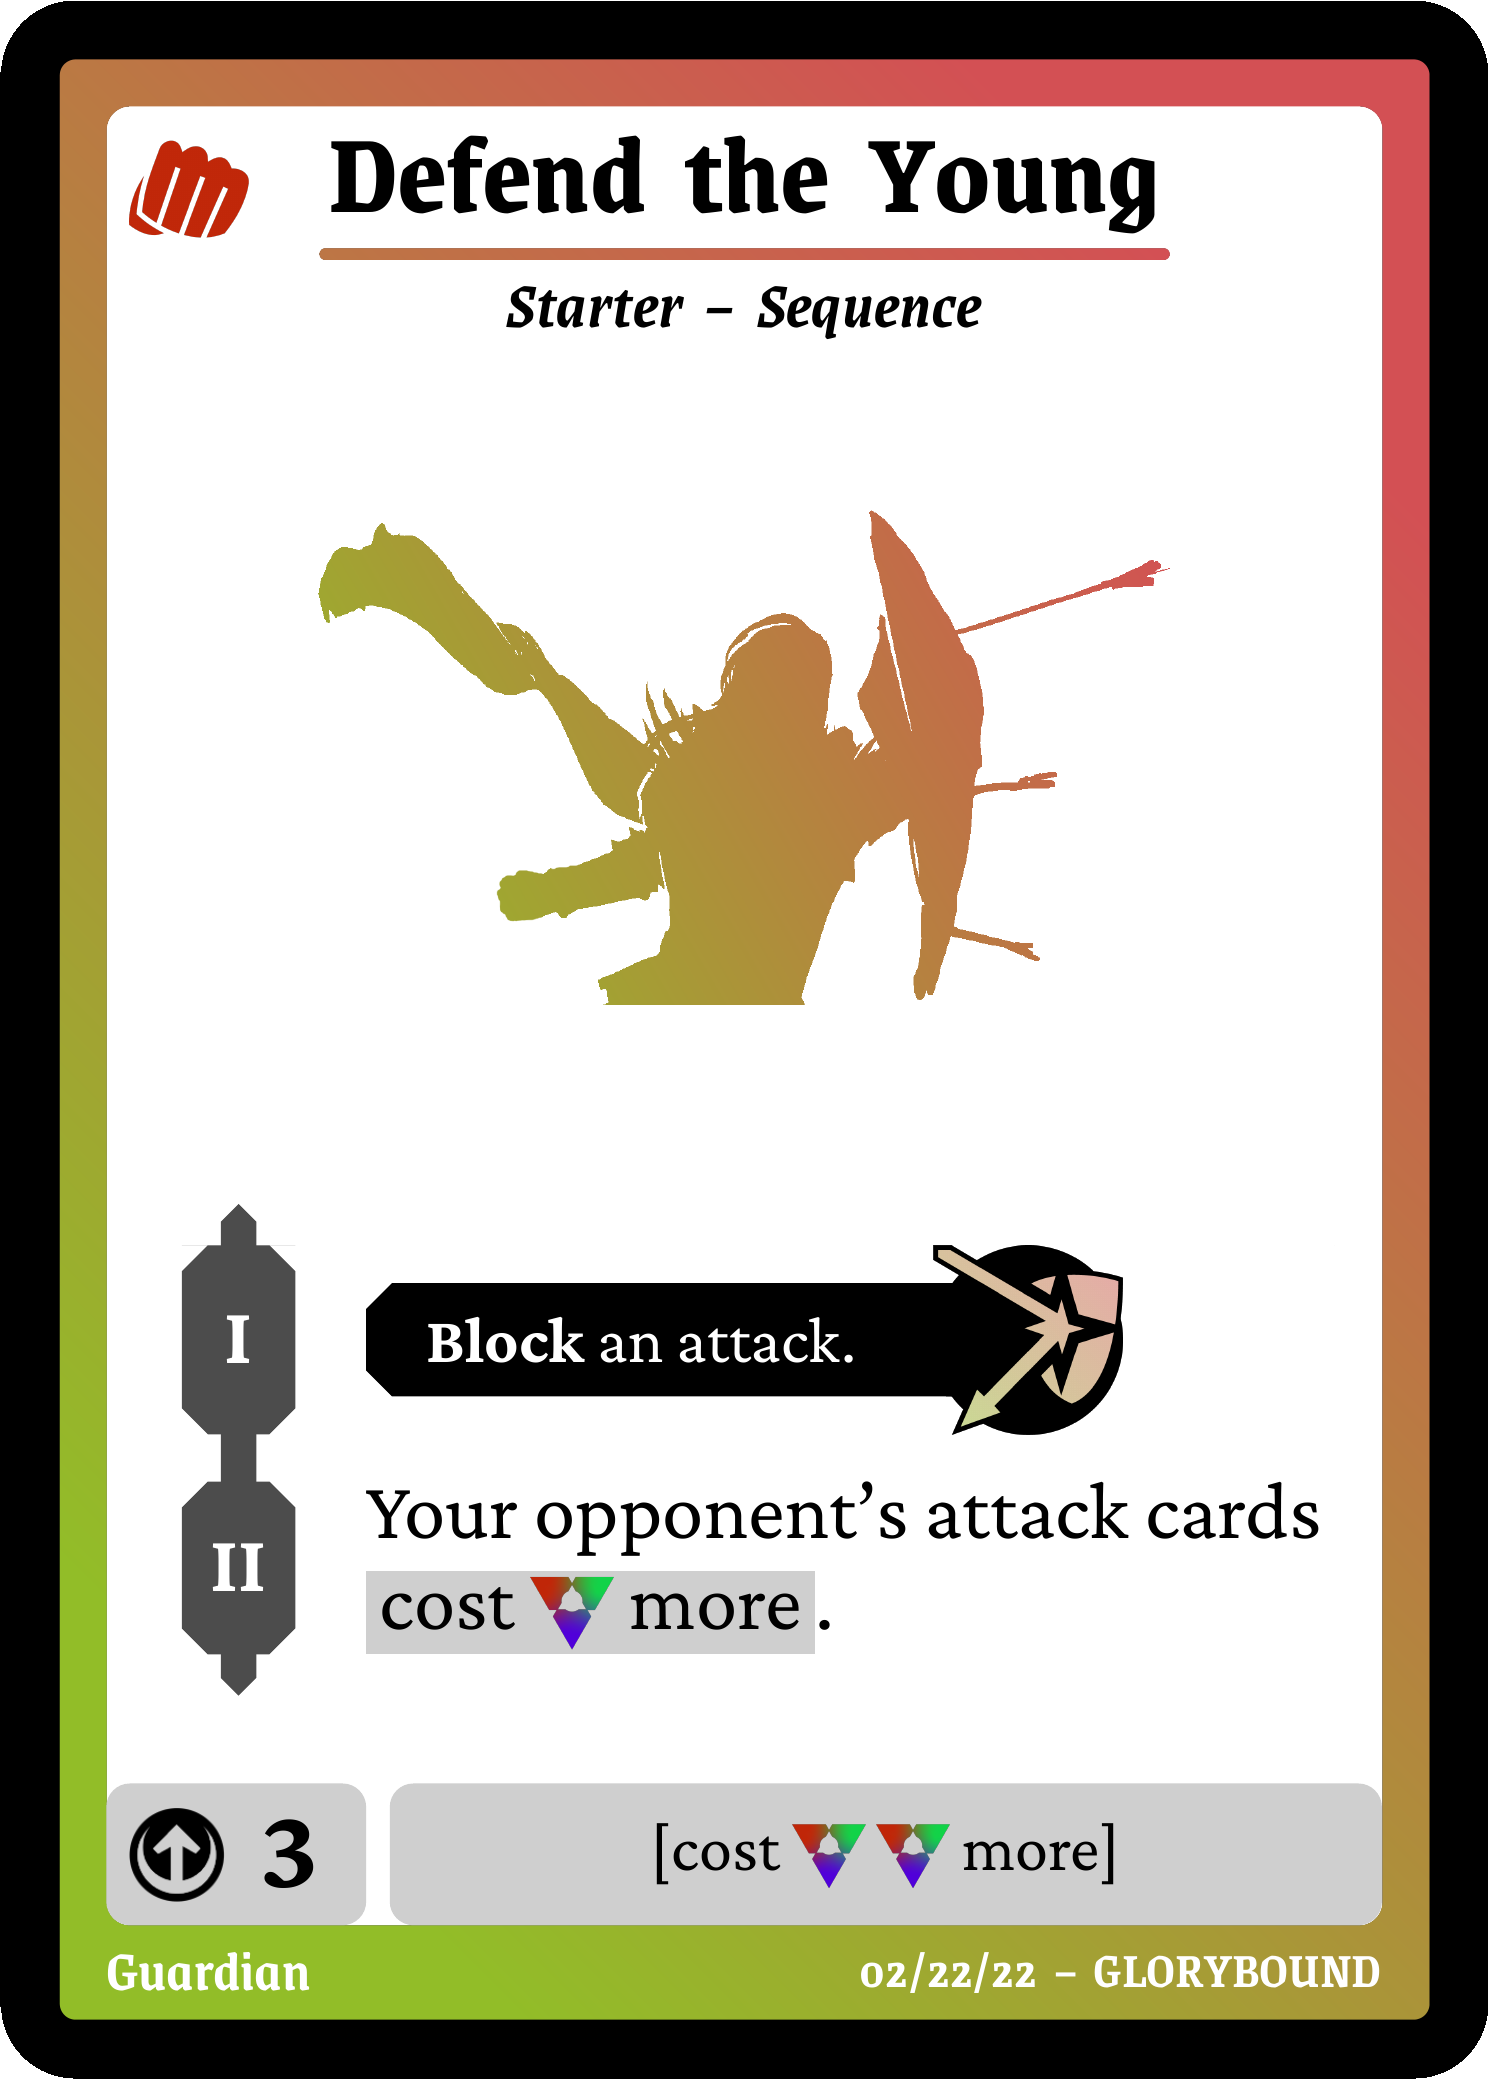 Defend the Young
Starter – Sequence
I
Block an attack.
II
Your opponent’s attack cards
cost more.
3
[cost more]
Guardian
02/22/22 – GLORYBOUND